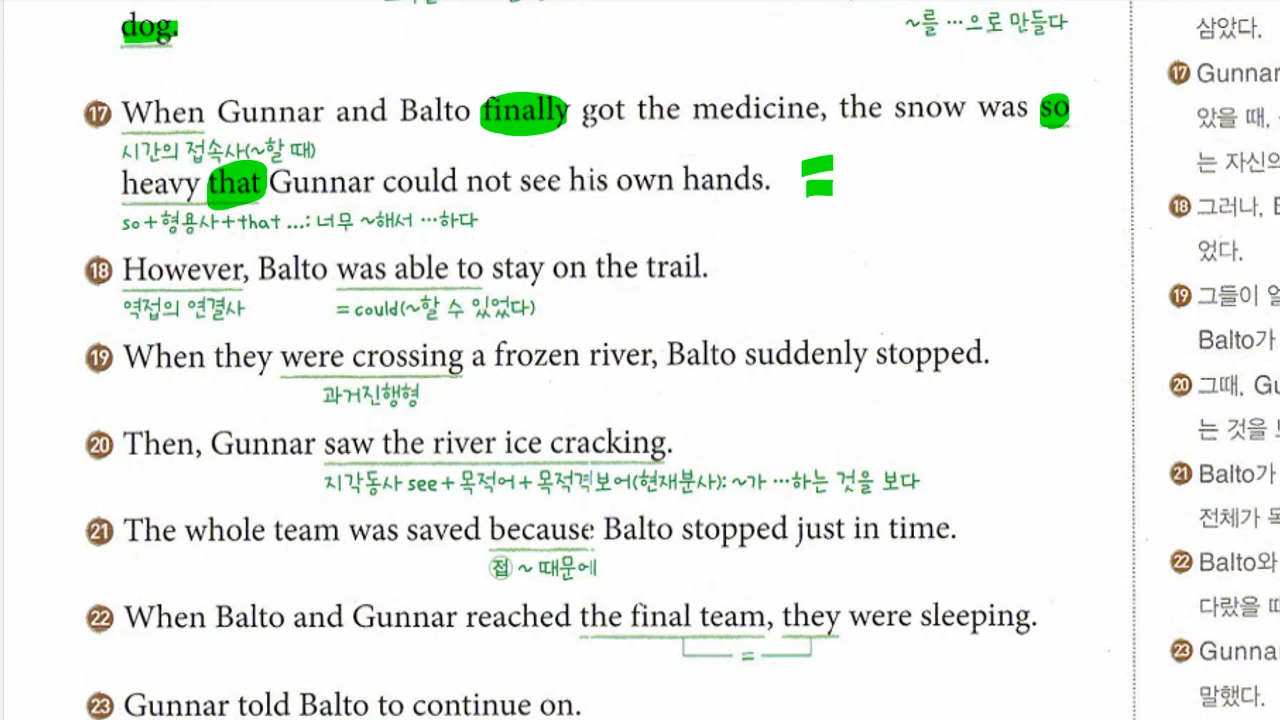 dog.
~를 …으로 만들다
⑰ When Gunnar and Balto finally got the medicine, the snow was so
시간의 접속사(~할 때)
heavy that Gunnar could not see his own hands.
so+형용사+that …: 너무 ~해서 …하다
⑱ However, Balto was able to stay on the trail.
역접의 연결사 = could(~할 수 있었다)
⑲ When they were crossing a frozen river, Balto suddenly stopped.
과거진행형
⑳ Then, Gunnar saw the river ice cracking.
지각동사 see+목적어+목적격보어(현재분사): ~가 …하는 것을 보다
㉑ The whole team was saved because Balto stopped just in time.
접 ~ 때문에
㉒ When Balto and Gunnar reached the final team, they were sleeping.
=
㉓ Gunnar told Balto to continue on.
삼았다.
⑰ Gunnar
았을 때,
는 자신의
⑱ 그러나,
었다.
⑲ 그들이
Balto가
⑳ 그때,
는 것을
㉑ Balto가
전체가
㉒ Balto와
다랐을
㉓ Gunna
말했다.